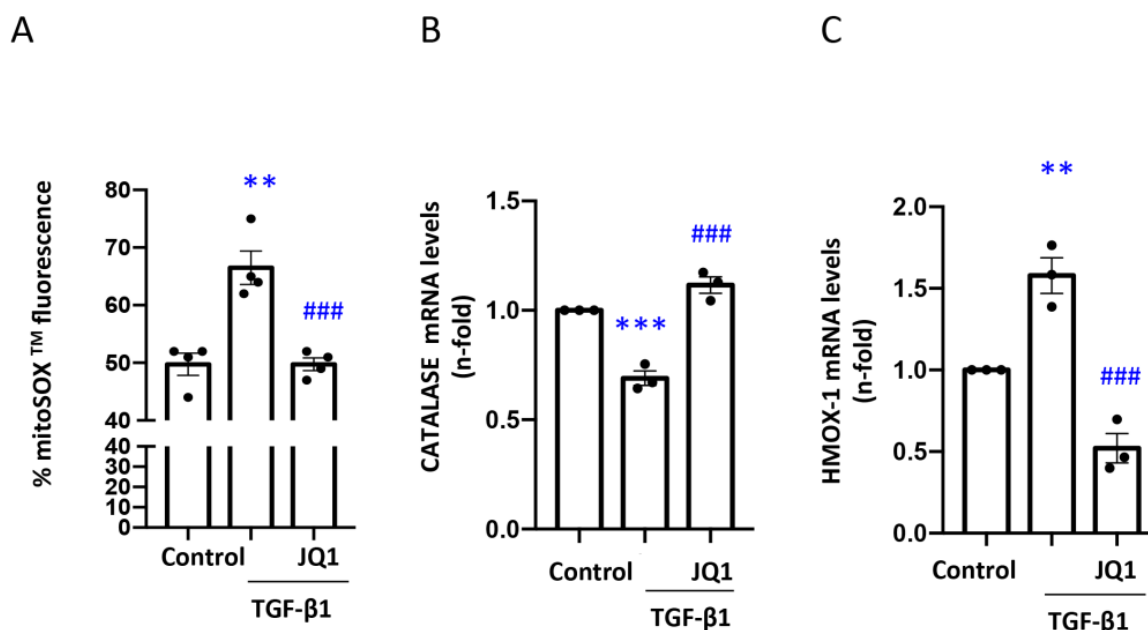 A
B
C
% mitoSOX ™ fluorescence
80
70
60
50
40
40
30
20
10
0
**
###
Control
JQ1
TGF-β1
CATALASE mRNA levels
(n-fold)
1.5
1.0
0.5
0.0
***
###
Control
JQ1
TGF-β1
HMOX-1 mRNA levels
(n-fold)
2.0
1.5
1.0
0.5
0.0
**
###
Control
JQ1
TGF-β1